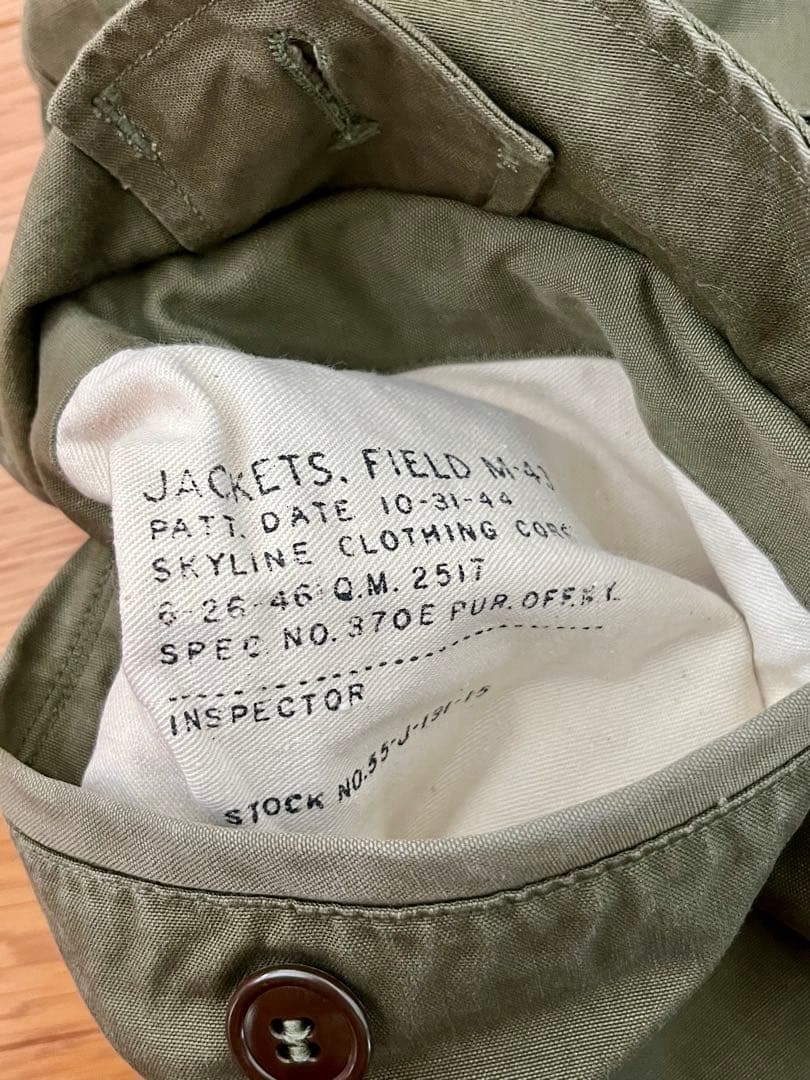 JACKETS. FIELD M-43
PATT. DATE 10-31-44
SKYLINE CLOTHING CORP.
6-26-46 Q.M. 2517
SPEC. NO. 370E PUR. OFF. N.Y.
INSPECTOR
STOCK NO. 55-J-191-15